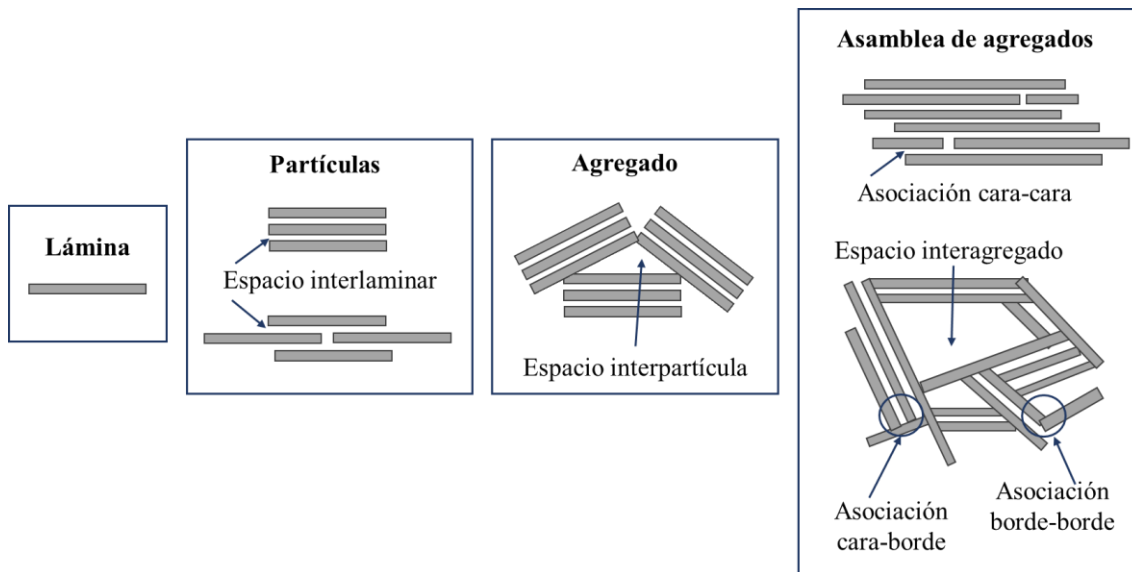 Lámina
Partículas
Espacio interlaminar
Agregado
Espacio interpartícula
Asamblea de agregados
Asociación cara-cara
Espacio interagregado
Asociación
cara-borde
Asociación
borde-borde